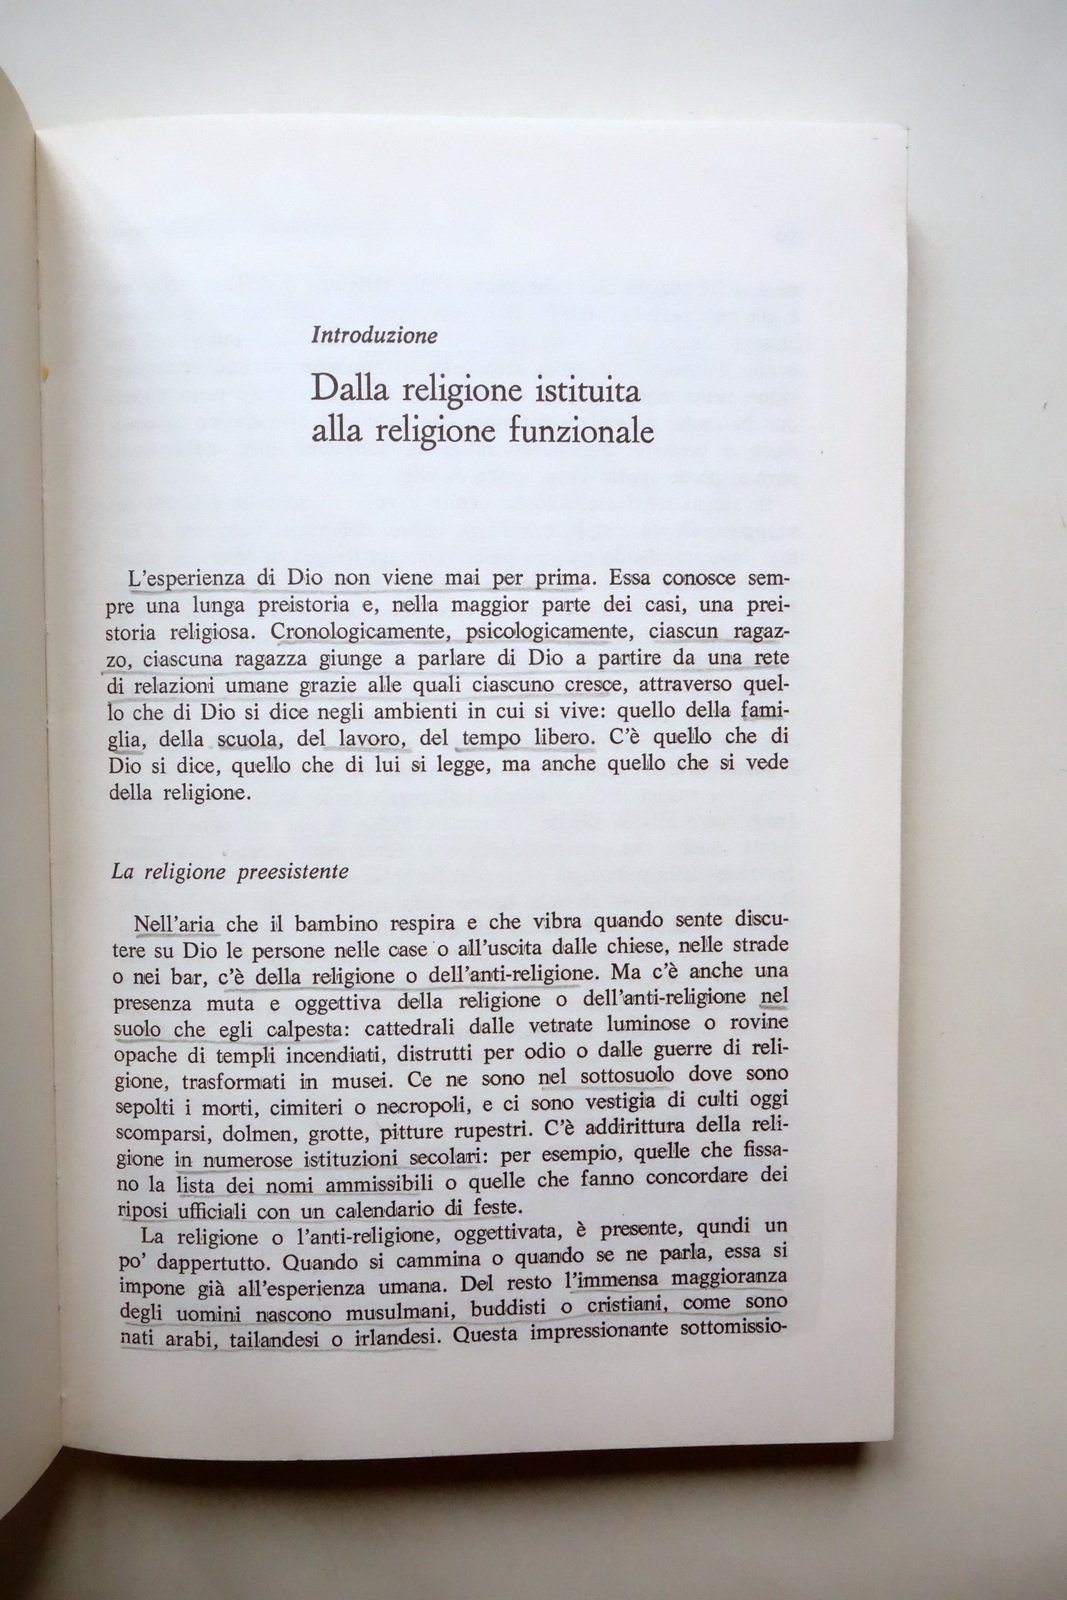 Introduzione
Dalla religione istituita
alla religione funzionale
L'esperienza di Dio non viene mai per prima. Essa conosce sem-
pre una lunga preistoria e, nella maggior parte dei casi, una prei-
storia religiosa. Cronologicamente, psicologicamente, ciascun ragaz-
zo, ciascuna ragazza giunge a parlare di Dio a partire da una rete
di relazioni umane grazie alle quali ciascuno cresce, attraverso quel-
lo che di Dio si dice negli ambienti in cui si vive: quello della fami-
glia, della scuola, del lavoro, del tempo libero. C'è quello che di
Dio si dice, quello che di lui si legge, ma anche quello che si vede
della religione.
La religione preesistente
Nell'aria che il bambino respira e che vibra quando sente discu-
tere su Dio le persone nelle case o all'uscita dalle chiese, nelle strade
o nei bar, c'è della religione o dell'anti-religione. Ma c'è anche una
presenza muta e oggettiva della religione o dell'anti-religione nel
suolo che egli calpesta: cattedrali dalle vetrate luminose o rovine
opache di templi incendiati, distrutti per odio o dalle guerre di reli-
gione, trasformati in musei. Ce ne sono nel sottosuolo dove sono
sepolti i morti, cimiteri o necropoli, e ci sono vestigia di culti oggi
scomparsi, dolmen, grotte, pitture rupestri. C'è addirittura della reli-
gione in numerose istituzioni secolari: per esempio, quelle che fissa-
no la lista dei nomi ammissibili o quelle che fanno concordare dei
riposi ufficiali con un calendario di feste.
La religione o l'anti-religione, oggettivata, è presente, qundi un
po' dappertutto. Quando si cammina o quando se ne parla, essa si
impone già all'esperienza umana. Del resto l'immensa maggioranza
degli uomini nascono musulmani, buddisti o cristiani, come sono
nati arabi, tailandesi o irlandesi. Questa impressionante sottomissio-